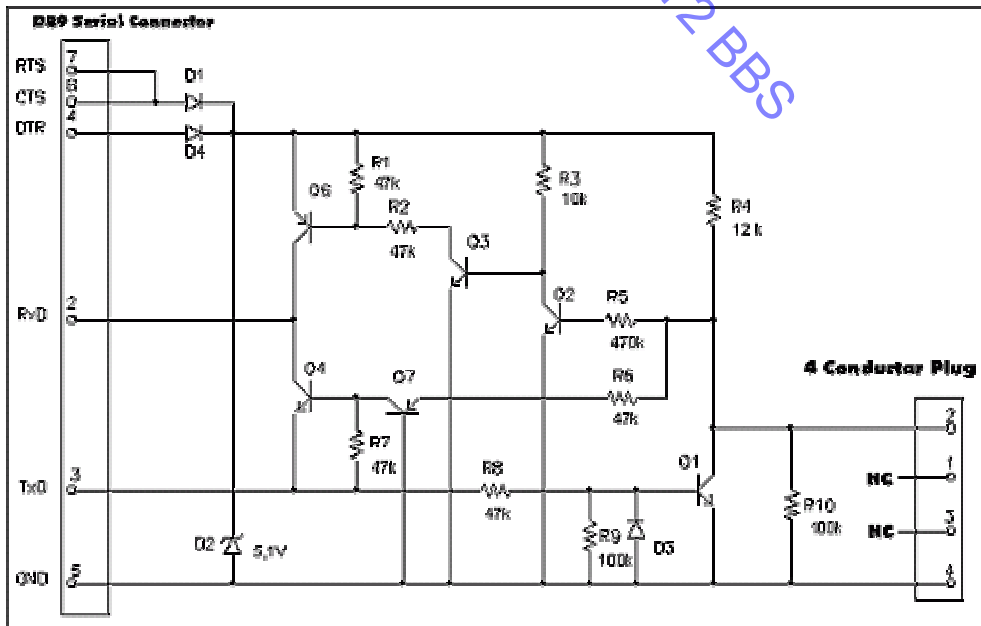 DB9 Serial Connector
RTS
7
8
CTS
D1
4
DTR
D4
Q6
R1
47k
R2
47k
Q3
R3
10k
R4
12k
2
RxD
Q2
R5
470k
4 Conductor Plug
Q4
Q7
R6
47k
2
1
NC
R7
47k
3
TxD
R8
47k
Q1
R10
100k
3
NC
D2
5,1V
R9
100k
D3
5
GND
4
2 BBS